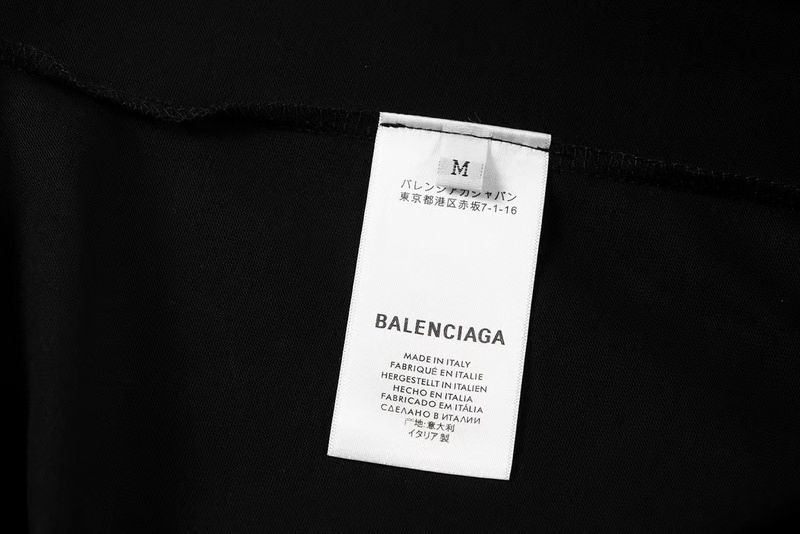 M
バレンシアガジャパン
東京都港区赤坂7-1-16
BALENCIAGA
MADE IN ITALY
FABRIQUÉ EN ITALIE
HERGESTELLT IN ITALIEN
HECHO EN ITALIA
FABRICADO EM ITÁLIA
СДЕЛАНО В ИТАЛИИ
产地:意大利
イタリア製